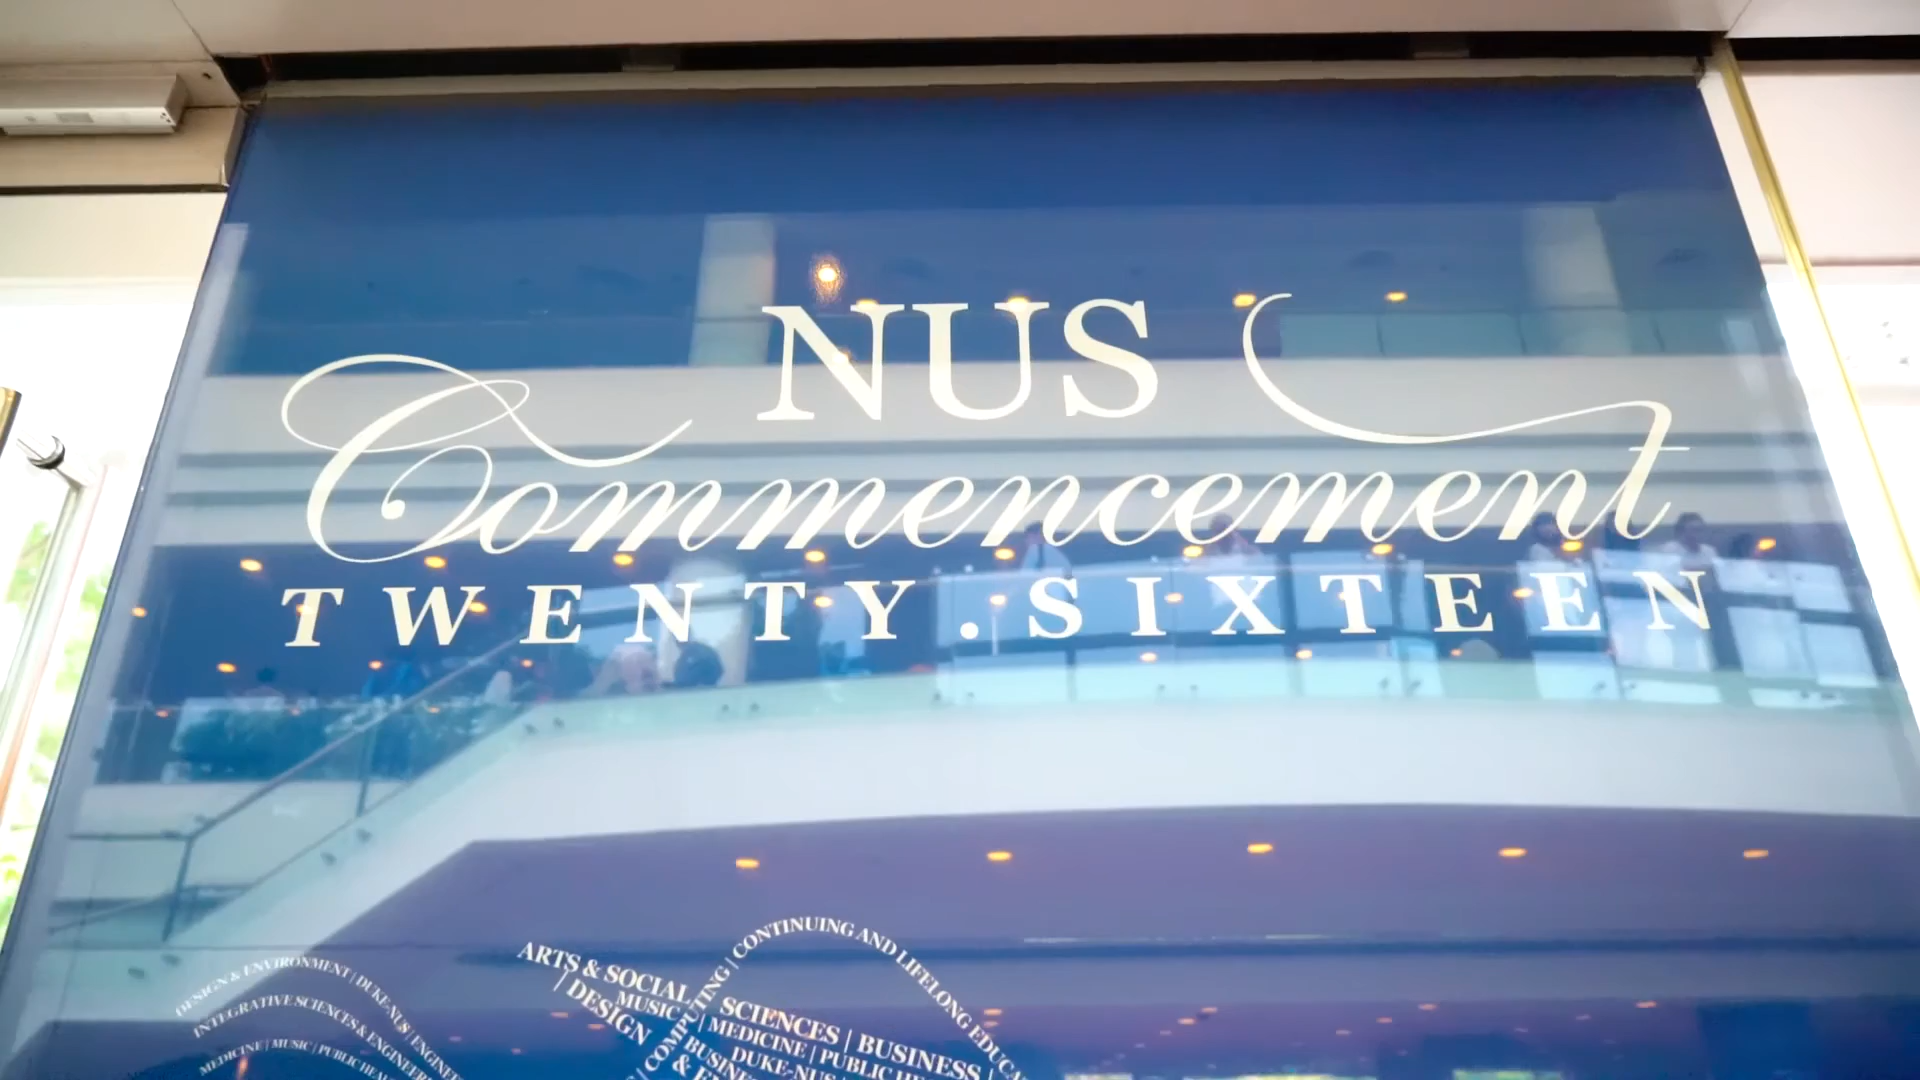 NUS
Commencement
TWENTY.SIXTEEN
CONTINUING AND LIFELONG
ARTS & SOCIAL SCIENCES | BUSINESS |
DESIGN & ENVIRONMENT | DUKE-NUS |
| DESIGN
MUSIC | MEDICINE | PUBLIC
INTEGRATIVE SCIENCES &
| COMPUTING |
DUKE-NUS
MEDICINE | MUSIC | PUBLIC